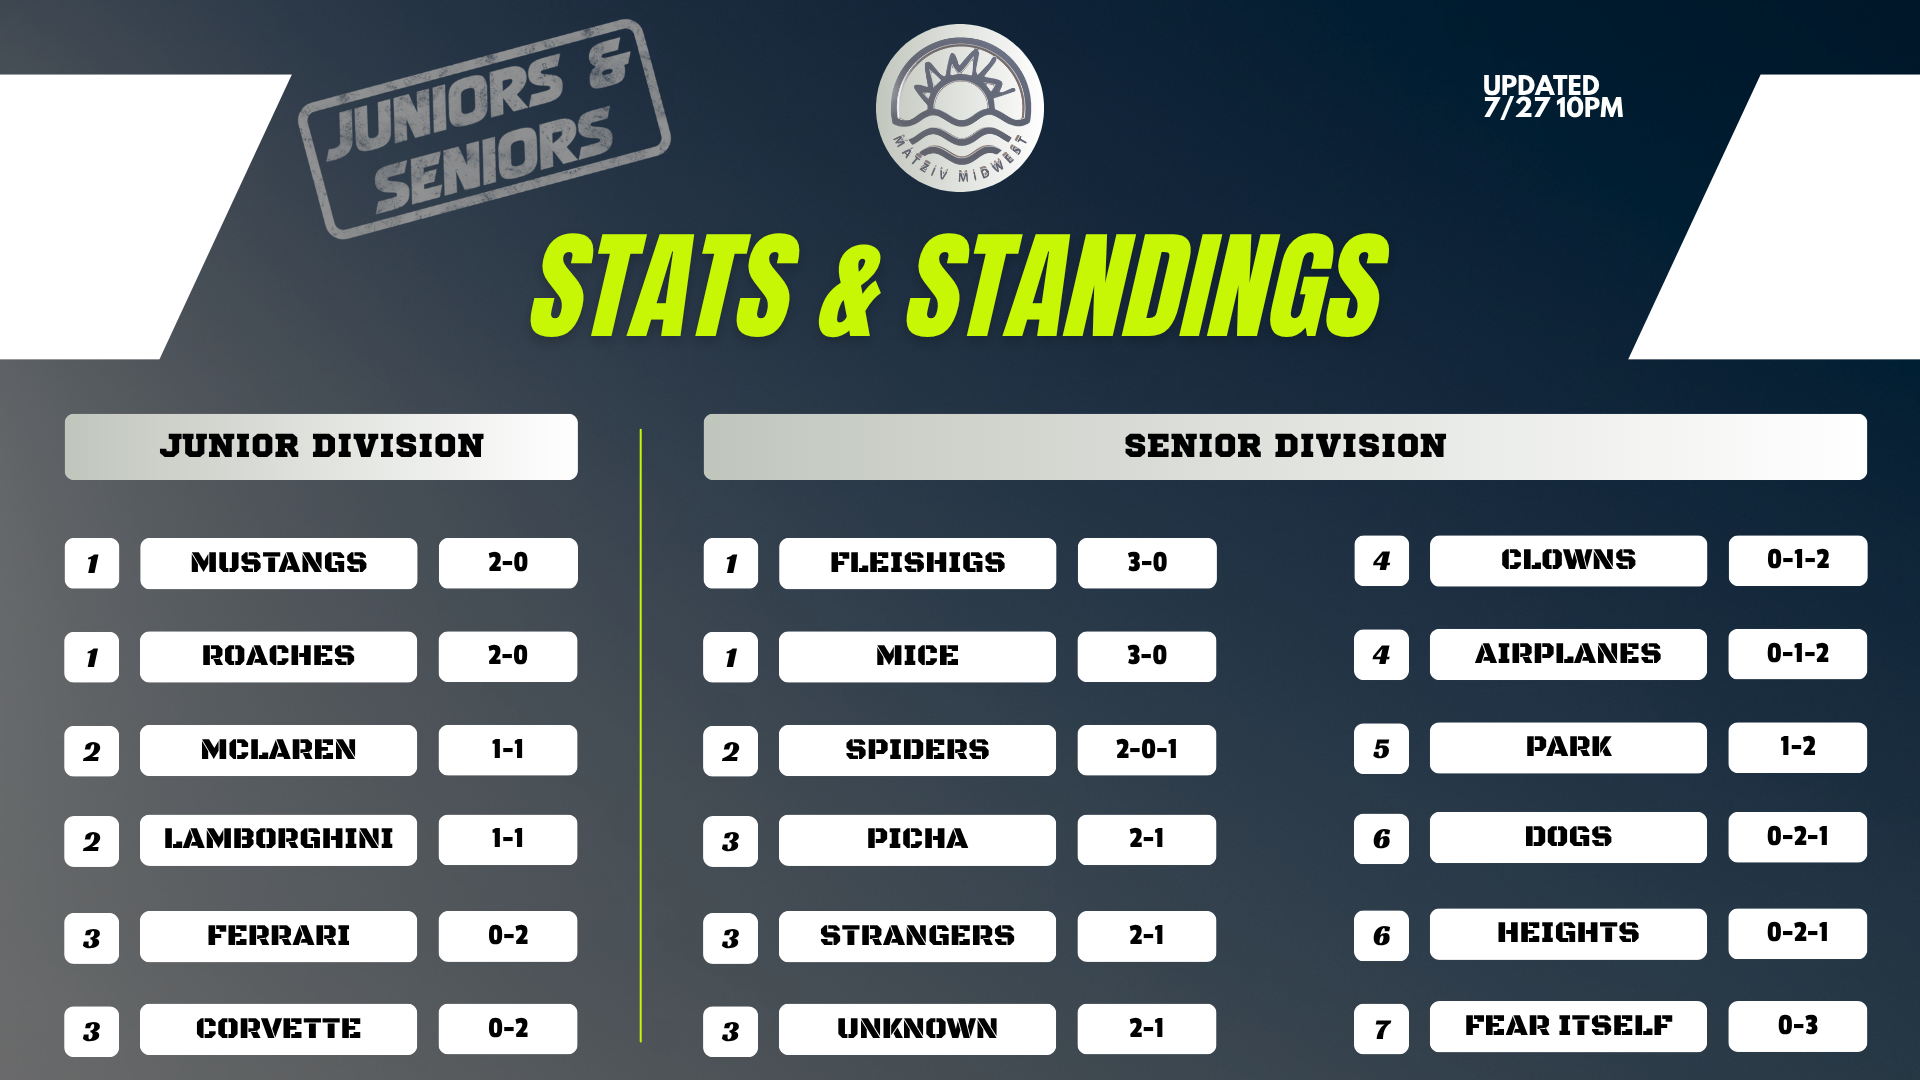 JUNIORS &
SENIORS
MATZIV MIDWEST
UPDATED
7/27 10PM
STATS & STANDINGS
JUNIOR DIVISION
1 MUSTANGS 2-0
1 ROACHES 2-0
2 MCLAREN 1-1
2 LAMBORGHINI 1-1
3 FERRARI 0-2
3 CORVETTE 0-2
SENIOR DIVISION
1 FLEISHIGS 3-0
1 MICE 3-0
2 SPIDERS 2-0-1
3 PICHA 2-1
3 STRANGERS 2-1
3 UNKNOWN 2-1
4 CLOWNS 0-1-2
4 AIRPLANES 0-1-2
5 PARK 1-2
6 DOGS 0-2-1
6 HEIGHTS 0-2-1
7 FEAR ITSELF 0-3